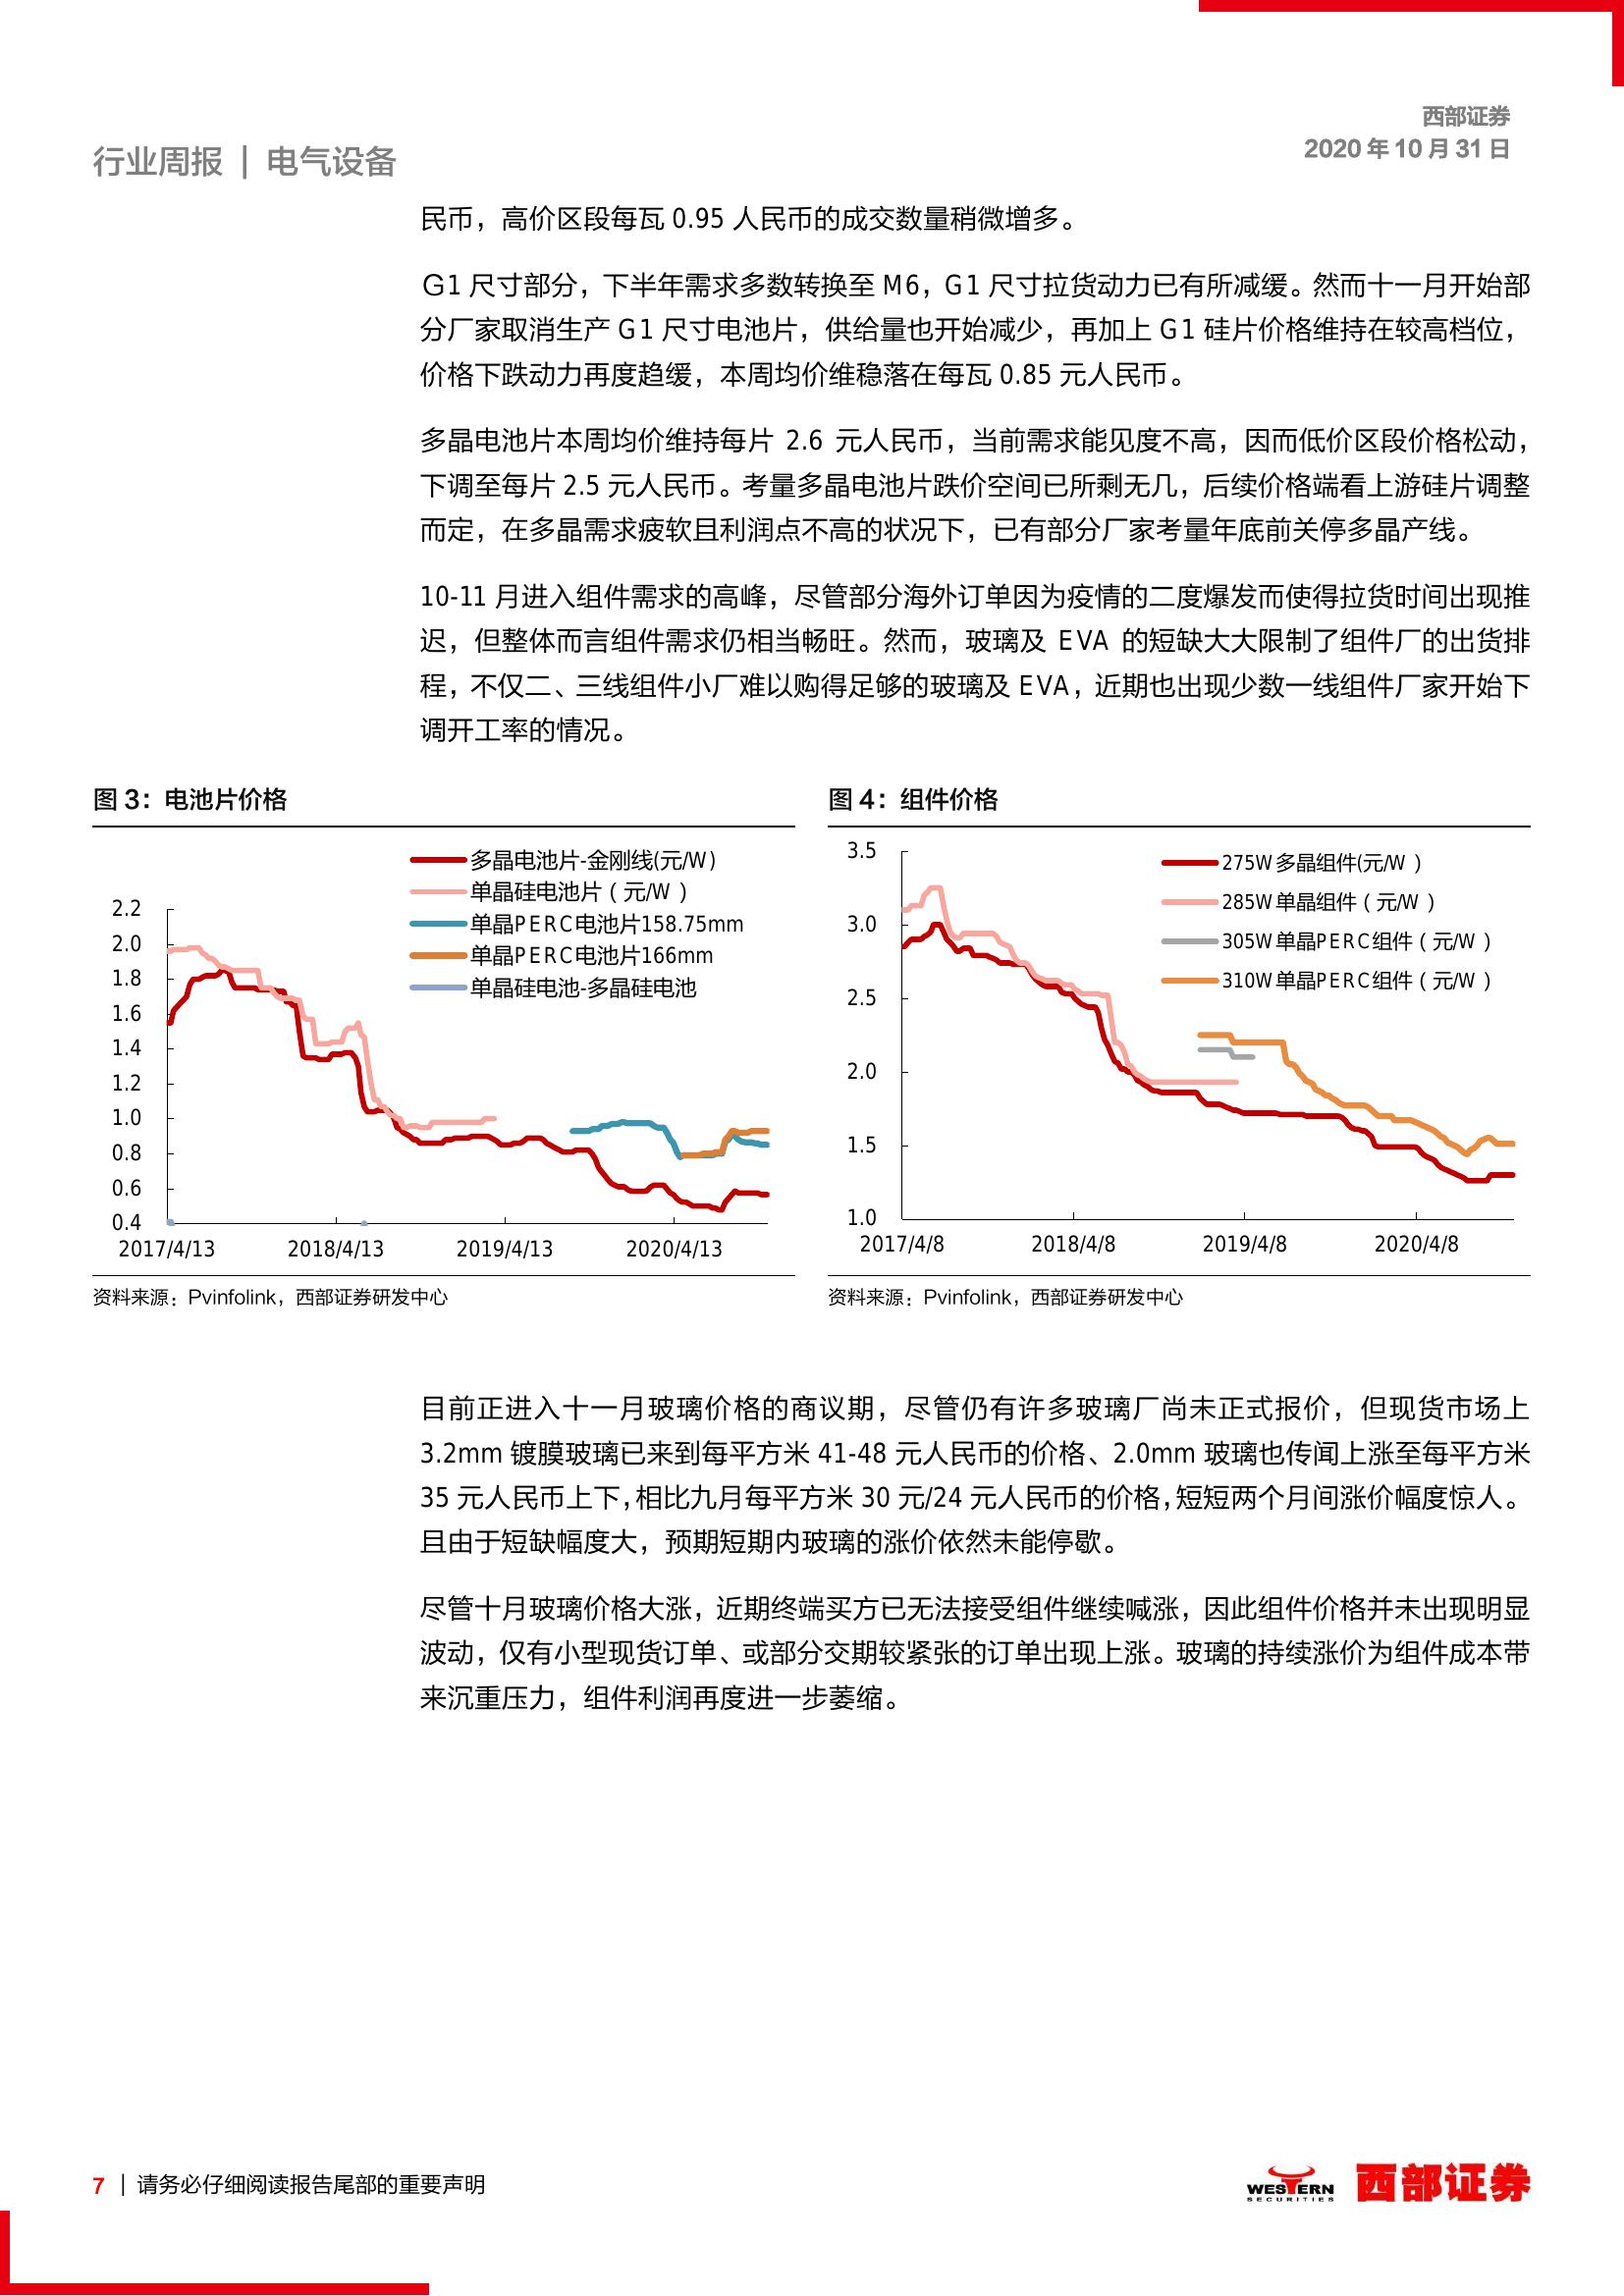 西部证券
2020 年 10 月 31 日
行业周报 | 电气设备
民币，高价区段每瓦 0.95 人民币的成交数量稍微增多。
G1 尺寸部分，下半年需求多数转换至 M6，G1 尺寸拉货动力已有所减缓。然而十一月开始部
分厂家取消生产 G1 尺寸电池片，供给量也开始减少，再加上 G1 硅片价格维持在较高档位，
价格下跌动力再度趋缓，本周均价维稳落在每瓦 0.85 元人民币。
多晶电池片本周均价维持每片 2.6 元人民币，当前需求能见度不高，因而低价区段价格松动，
下调至每片 2.5 元人民币。考量多晶电池片跌价空间已所剩无几，后续价格端看上游硅片调整
而定，在多晶需求疲软且利润点不高的状况下，已有部分厂家考量年底前关停多晶产线。
10-11 月进入组件需求的高峰，尽管部分海外订单因为疫情的二度爆发而使得拉货时间出现推
迟，但整体而言组件需求仍相当畅旺。然而，玻璃及 EVA 的短缺大大限制了组件厂的出货排
程，不仅二、三线组件小厂难以购得足够的玻璃及 EVA，近期也出现少数一线组件厂家开始下
调开工率的情况。
图 3：电池片价格
多晶电池片-金刚线(元/W)
单晶硅电池片（元/W）
单晶PERC电池片158.75mm
单晶PERC电池片166mm
单晶硅电池-多晶硅电池
2.2
2.0
1.8
1.6
1.4
1.2
1.0
0.8
0.6
0.4
2017/4/13 2018/4/13 2019/4/13 2020/4/13
资料来源：Pvinfolink，西部证券研发中心
图 4：组件价格
275W多晶组件(元/W）
285W单晶组件（元/W）
305W单晶PERC组件（元/W）
310W单晶PERC组件（元/W）
3.5
3.0
2.5
2.0
1.5
1.0
2017/4/8 2018/4/8 2019/4/8 2020/4/8
资料来源：Pvinfolink，西部证券研发中心
目前正进入十一月玻璃价格的商议期，尽管仍有许多玻璃厂尚未正式报价，但现货市场上
3.2mm 镀膜玻璃已来到每平方米 41-48 元人民币的价格、2.0mm 玻璃也传闻上涨至每平方米
35 元人民币上下，相比九月每平方米 30 元/24 元人民币的价格，短短两个月间涨价幅度惊人。
且由于短缺幅度大，预期短期内玻璃的涨价依然未能停歇。
尽管十月玻璃价格大涨，近期终端买方已无法接受组件继续喊涨，因此组件价格并未出现明显
波动，仅有小型现货订单、或部分交期较紧张的订单出现上涨。玻璃的持续涨价为组件成本带
来沉重压力，组件利润再度进一步萎缩。
7 | 请务必仔细阅读报告尾部的重要声明
WESTERN
SECURITIES
西部证券